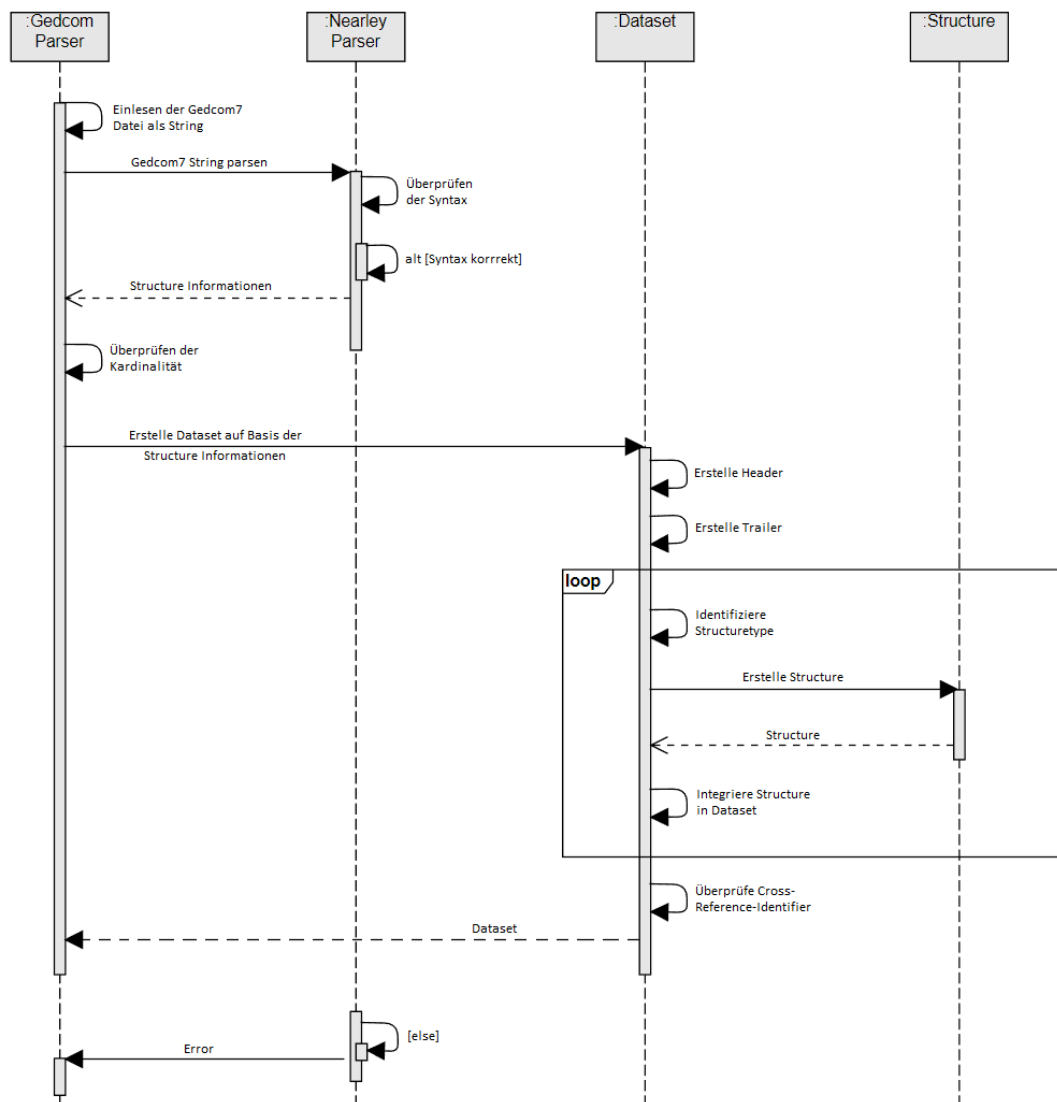 :Gedcom
Parser
:Nearley
Parser
:Dataset
:Structure
Einlesen der Gedcom7
Datei als String
Gedcom7 String parsen
Überprüfen
der Syntax
alt [Syntax korrrekt]
Structure Informationen
Überprüfen der
Kardinalität
Erstelle Dataset auf Basis der
Structure Informationen
Erstelle Header
Erstelle Trailer
loop
Identifiziere
Structuretype
Erstelle Structure
Structure
Integriere Structure
in Dataset
Überprüfe Cross-
Reference-Identifier
Dataset
[else]
Error